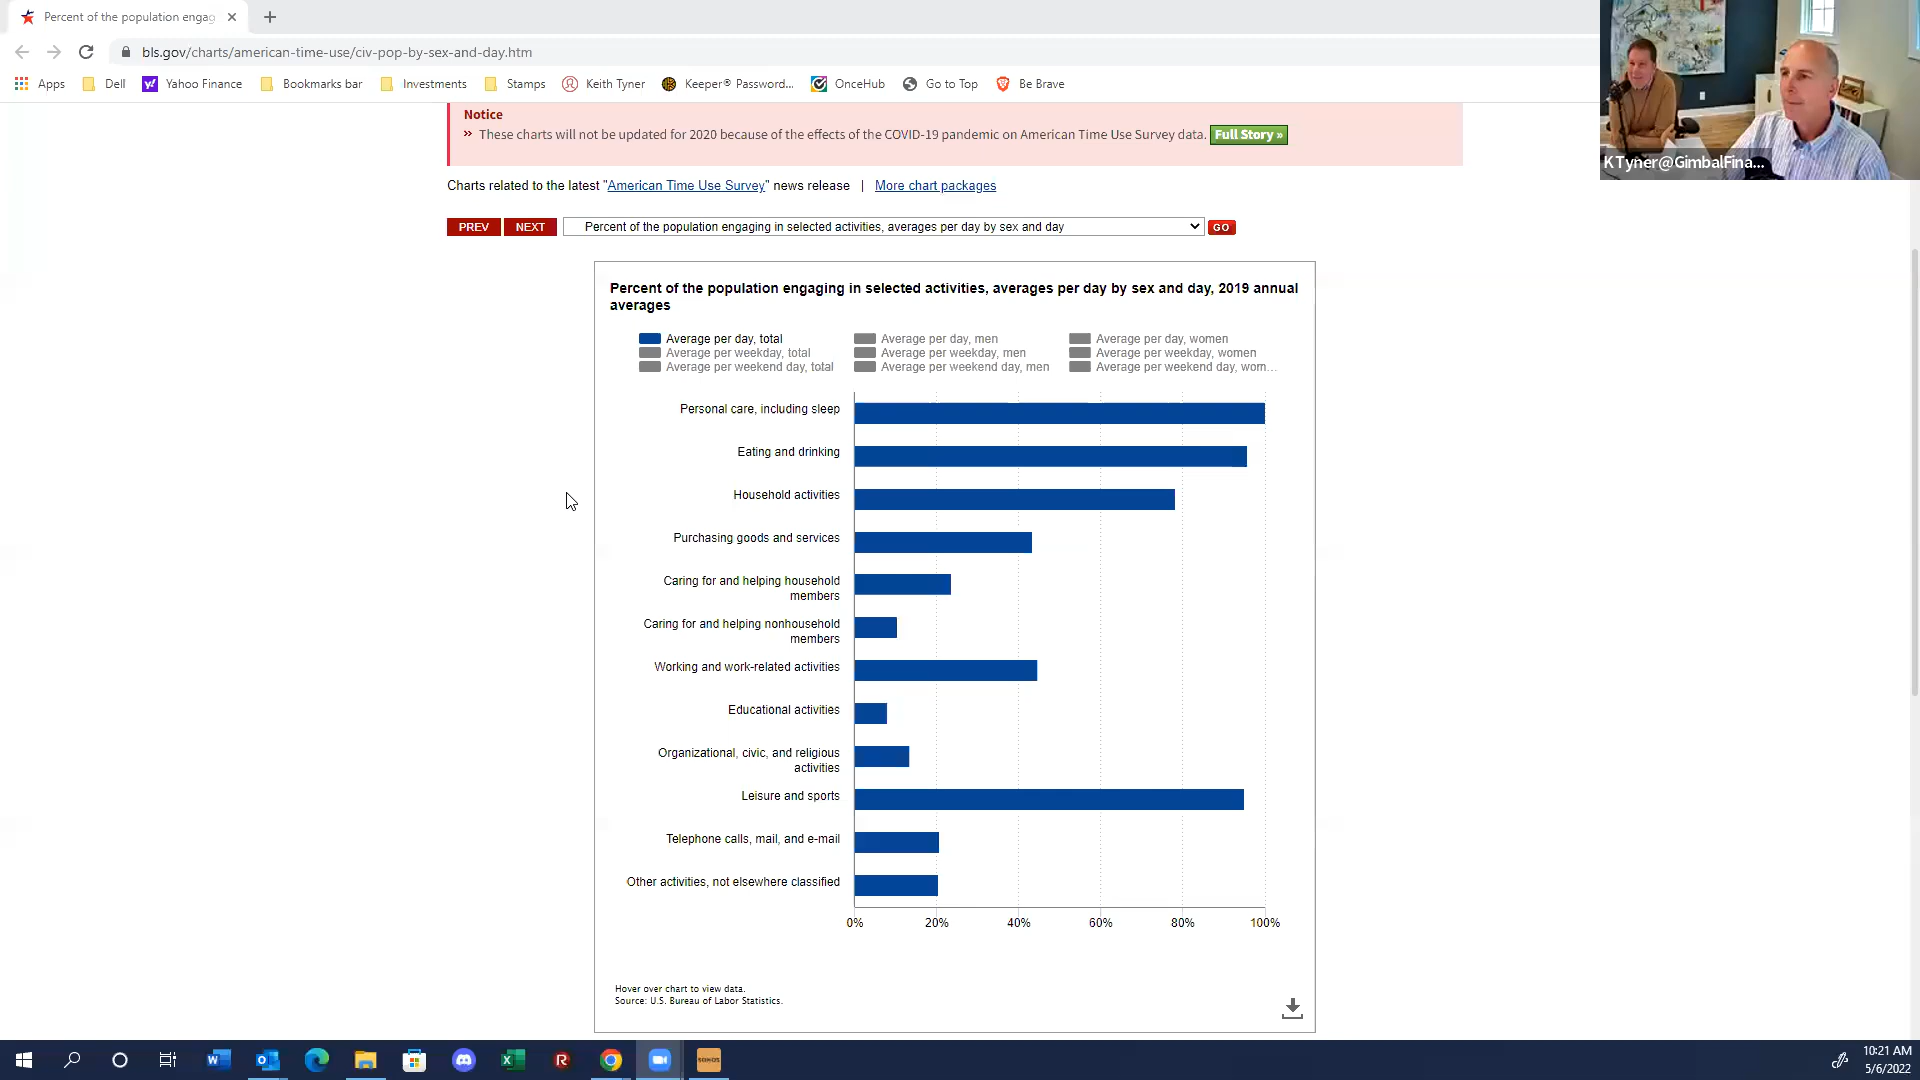 Percent of the population engag
bls.gov/charts/american-time-use/civ-pop-by-sex-and-day.htm
Apps Dell Yahoo Finance Bookmarks bar Investments Stamps Keith Tyner Keeper® Password... OnceHub Go to Top Be Brave
KTyner@GimbalFina...
Notice
» These charts will not be updated for 2020 because of the effects of the COVID-19 pandemic on American Time Use Survey data. Full Story »
Charts related to the latest "American Time Use Survey" news release | More chart packages
PREV NEXT Percent of the population engaging in selected activities, averages per day by sex and day GO
Percent of the population engaging in selected activities, averages per day by sex and day, 2019 annual
averages
Average per day, total Average per day, men Average per day, women
Average per weekday, total Average per weekday, men Average per weekday, women
Average per weekend day, total Average per weekend day, men Average per weekend day, wom...
Personal care, including sleep
Eating and drinking
Household activities
Purchasing goods and services
Caring for and helping household
members
Caring for and helping nonhousehold
members
Working and work-related activities
Educational activities
Organizational, civic, and religious
activities
Leisure and sports
Telephone calls, mail, and e-mail
Other activities, not elsewhere classified
0% 20% 40% 60% 80% 100%
Hover over chart to view data.
Source: U.S. Bureau of Labor Statistics.
SONOS
10:21 AM
5/6/2022